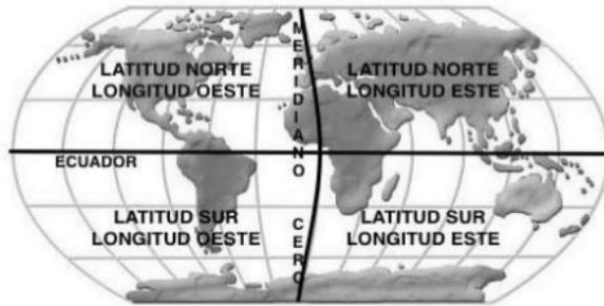 LATITUD NORTE
LONGITUD OESTE
MERIDIANO CERO
LATITUD NORTE
LONGITUD ESTE
ECUADOR
LATITUD SUR
LONGITUD OESTE
LATITUD SUR
LONGITUD ESTE